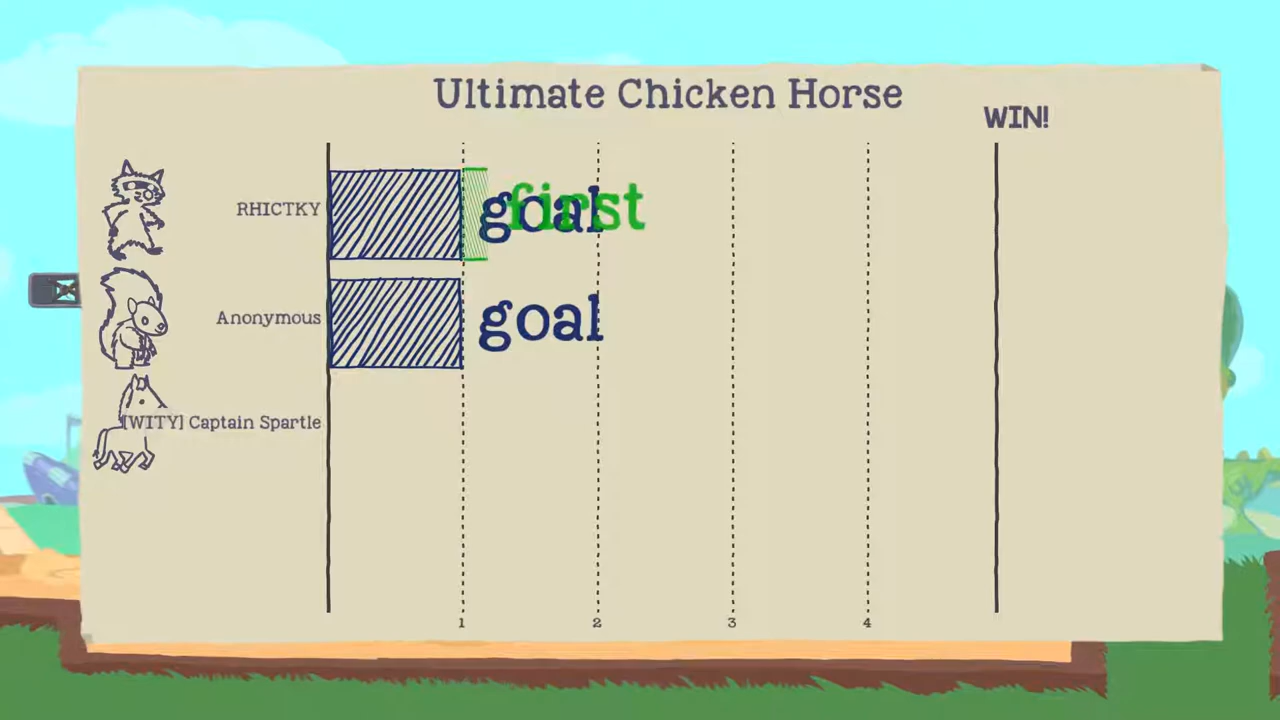 Ultimate Chicken Horse
WIN!
RHICTKY
goal
first
Anonymous
goal
[WITY] Captain Spartle
1 2 3 4